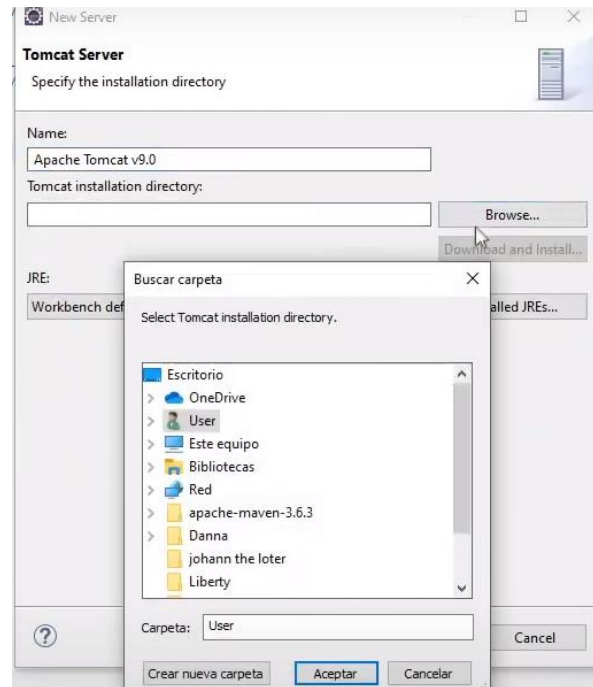 New Server
Tomcat Server
Specify the installation directory
Name:
Apache Tomcat v9.0
Tomcat installation directory:
Browse...
Download and Install...
JRE:
Workbench def
alled JREs...
Buscar carpeta
Select Tomcat installation directory.
Escritorio
OneDrive
User
Este equipo
Bibliotecas
Red
apache-maven-3.6.3
Danna
johann the loter
Liberty
Carpeta: User
Crear nueva carpeta Aceptar Cancelar
? Cancel